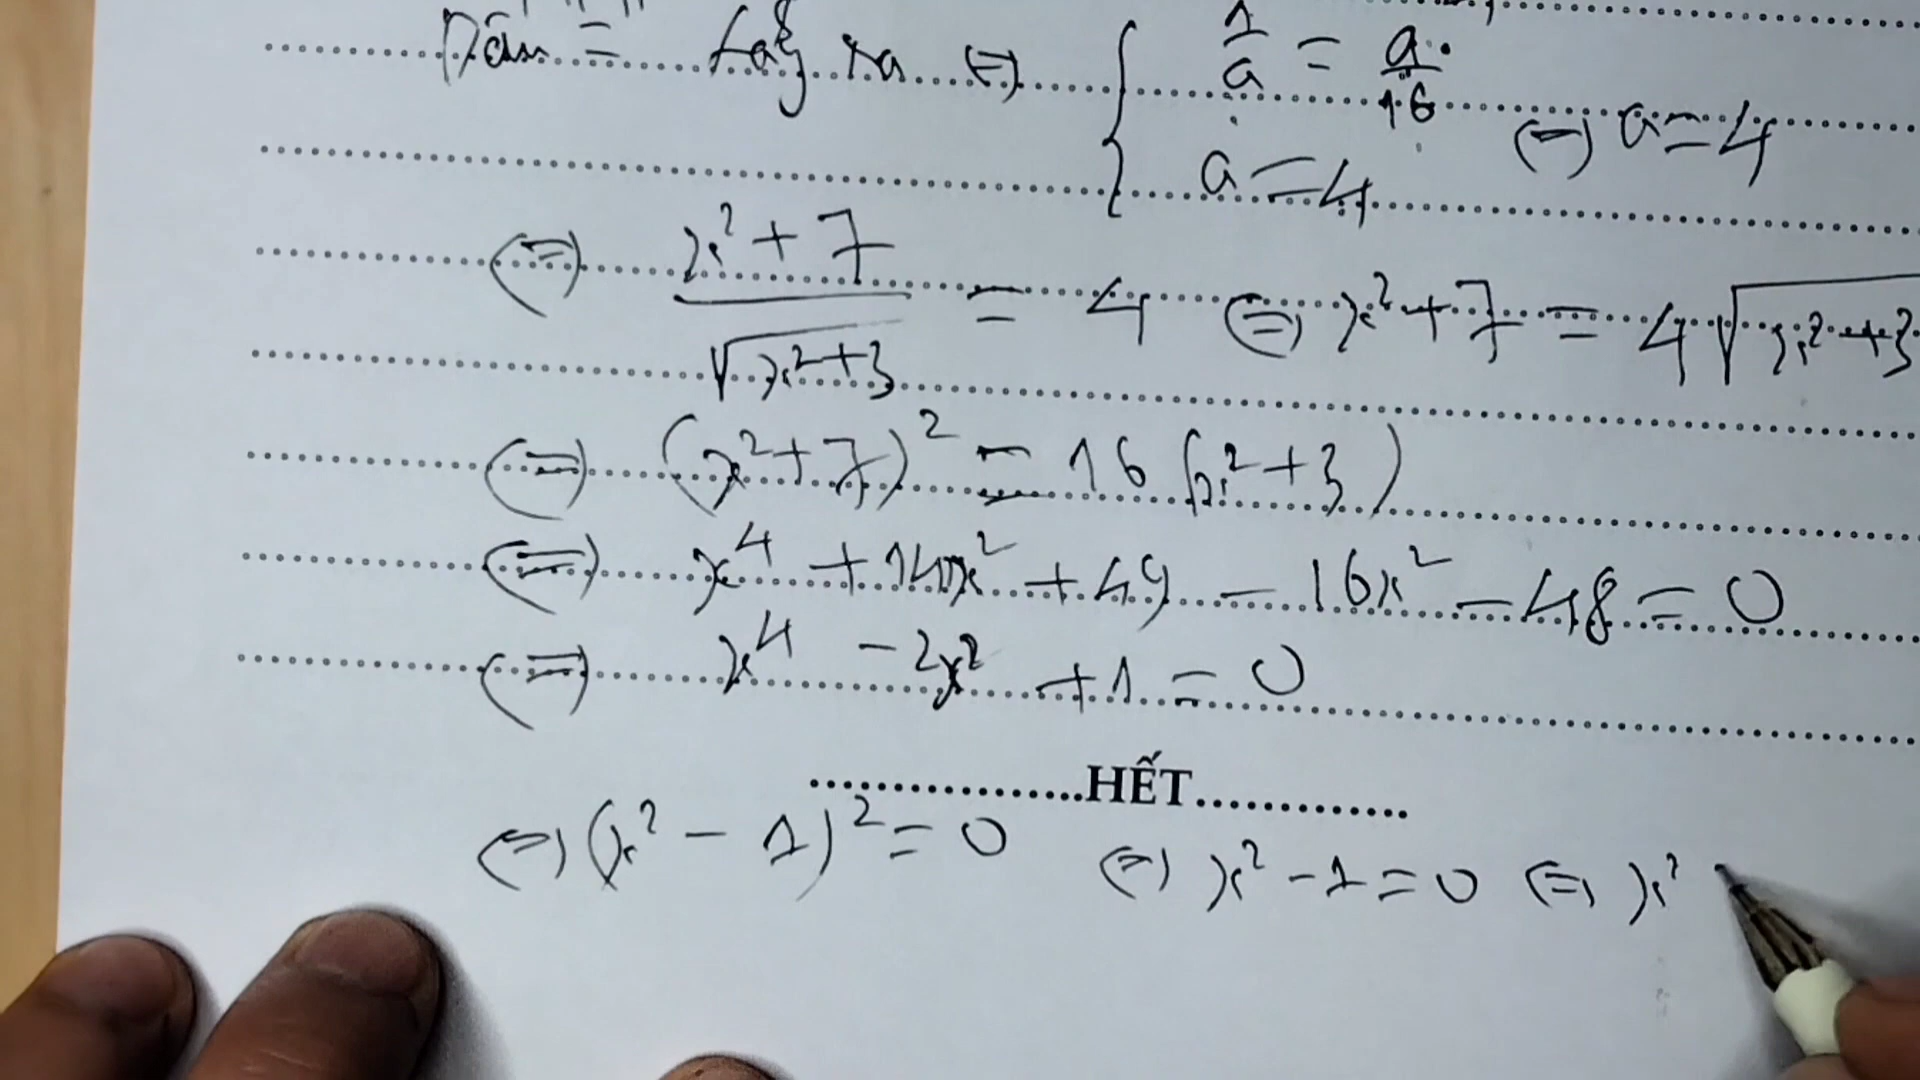 Dấu = xảy ra ⇔ { 1/a = a/16
a = 4 ⇔ a = 4
⇔ (x² + 7)/√(x² + 3) = 4 ⇔ x² + 7 = 4√(x² + 3)
⇔ (x² + 7)² = 16 (x² + 3)
⇔ x⁴ + 14x² + 49 - 16x² - 48 = 0
⇔ x⁴ - 2x² + 1 = 0
..................HẾT.............
⇔ (x² - 1)² = 0 ⇔ x² - 1 = 0 ⇔ x²